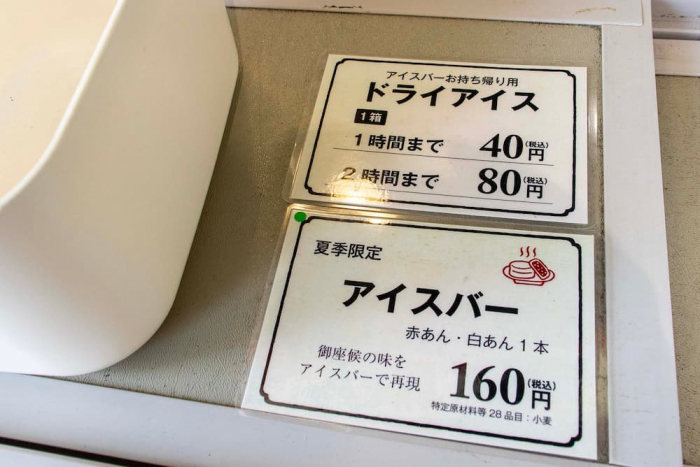 アイスバーお持ち帰り用
ドライアイス
1箱
1時間まで 40円(税込)
2時間まで 80円(税込)
夏季限定
アイスバー
赤あん・白あん1本
御座候の味を
アイスバーで再現
160円(税込)
特定原材料等28品目:小麦